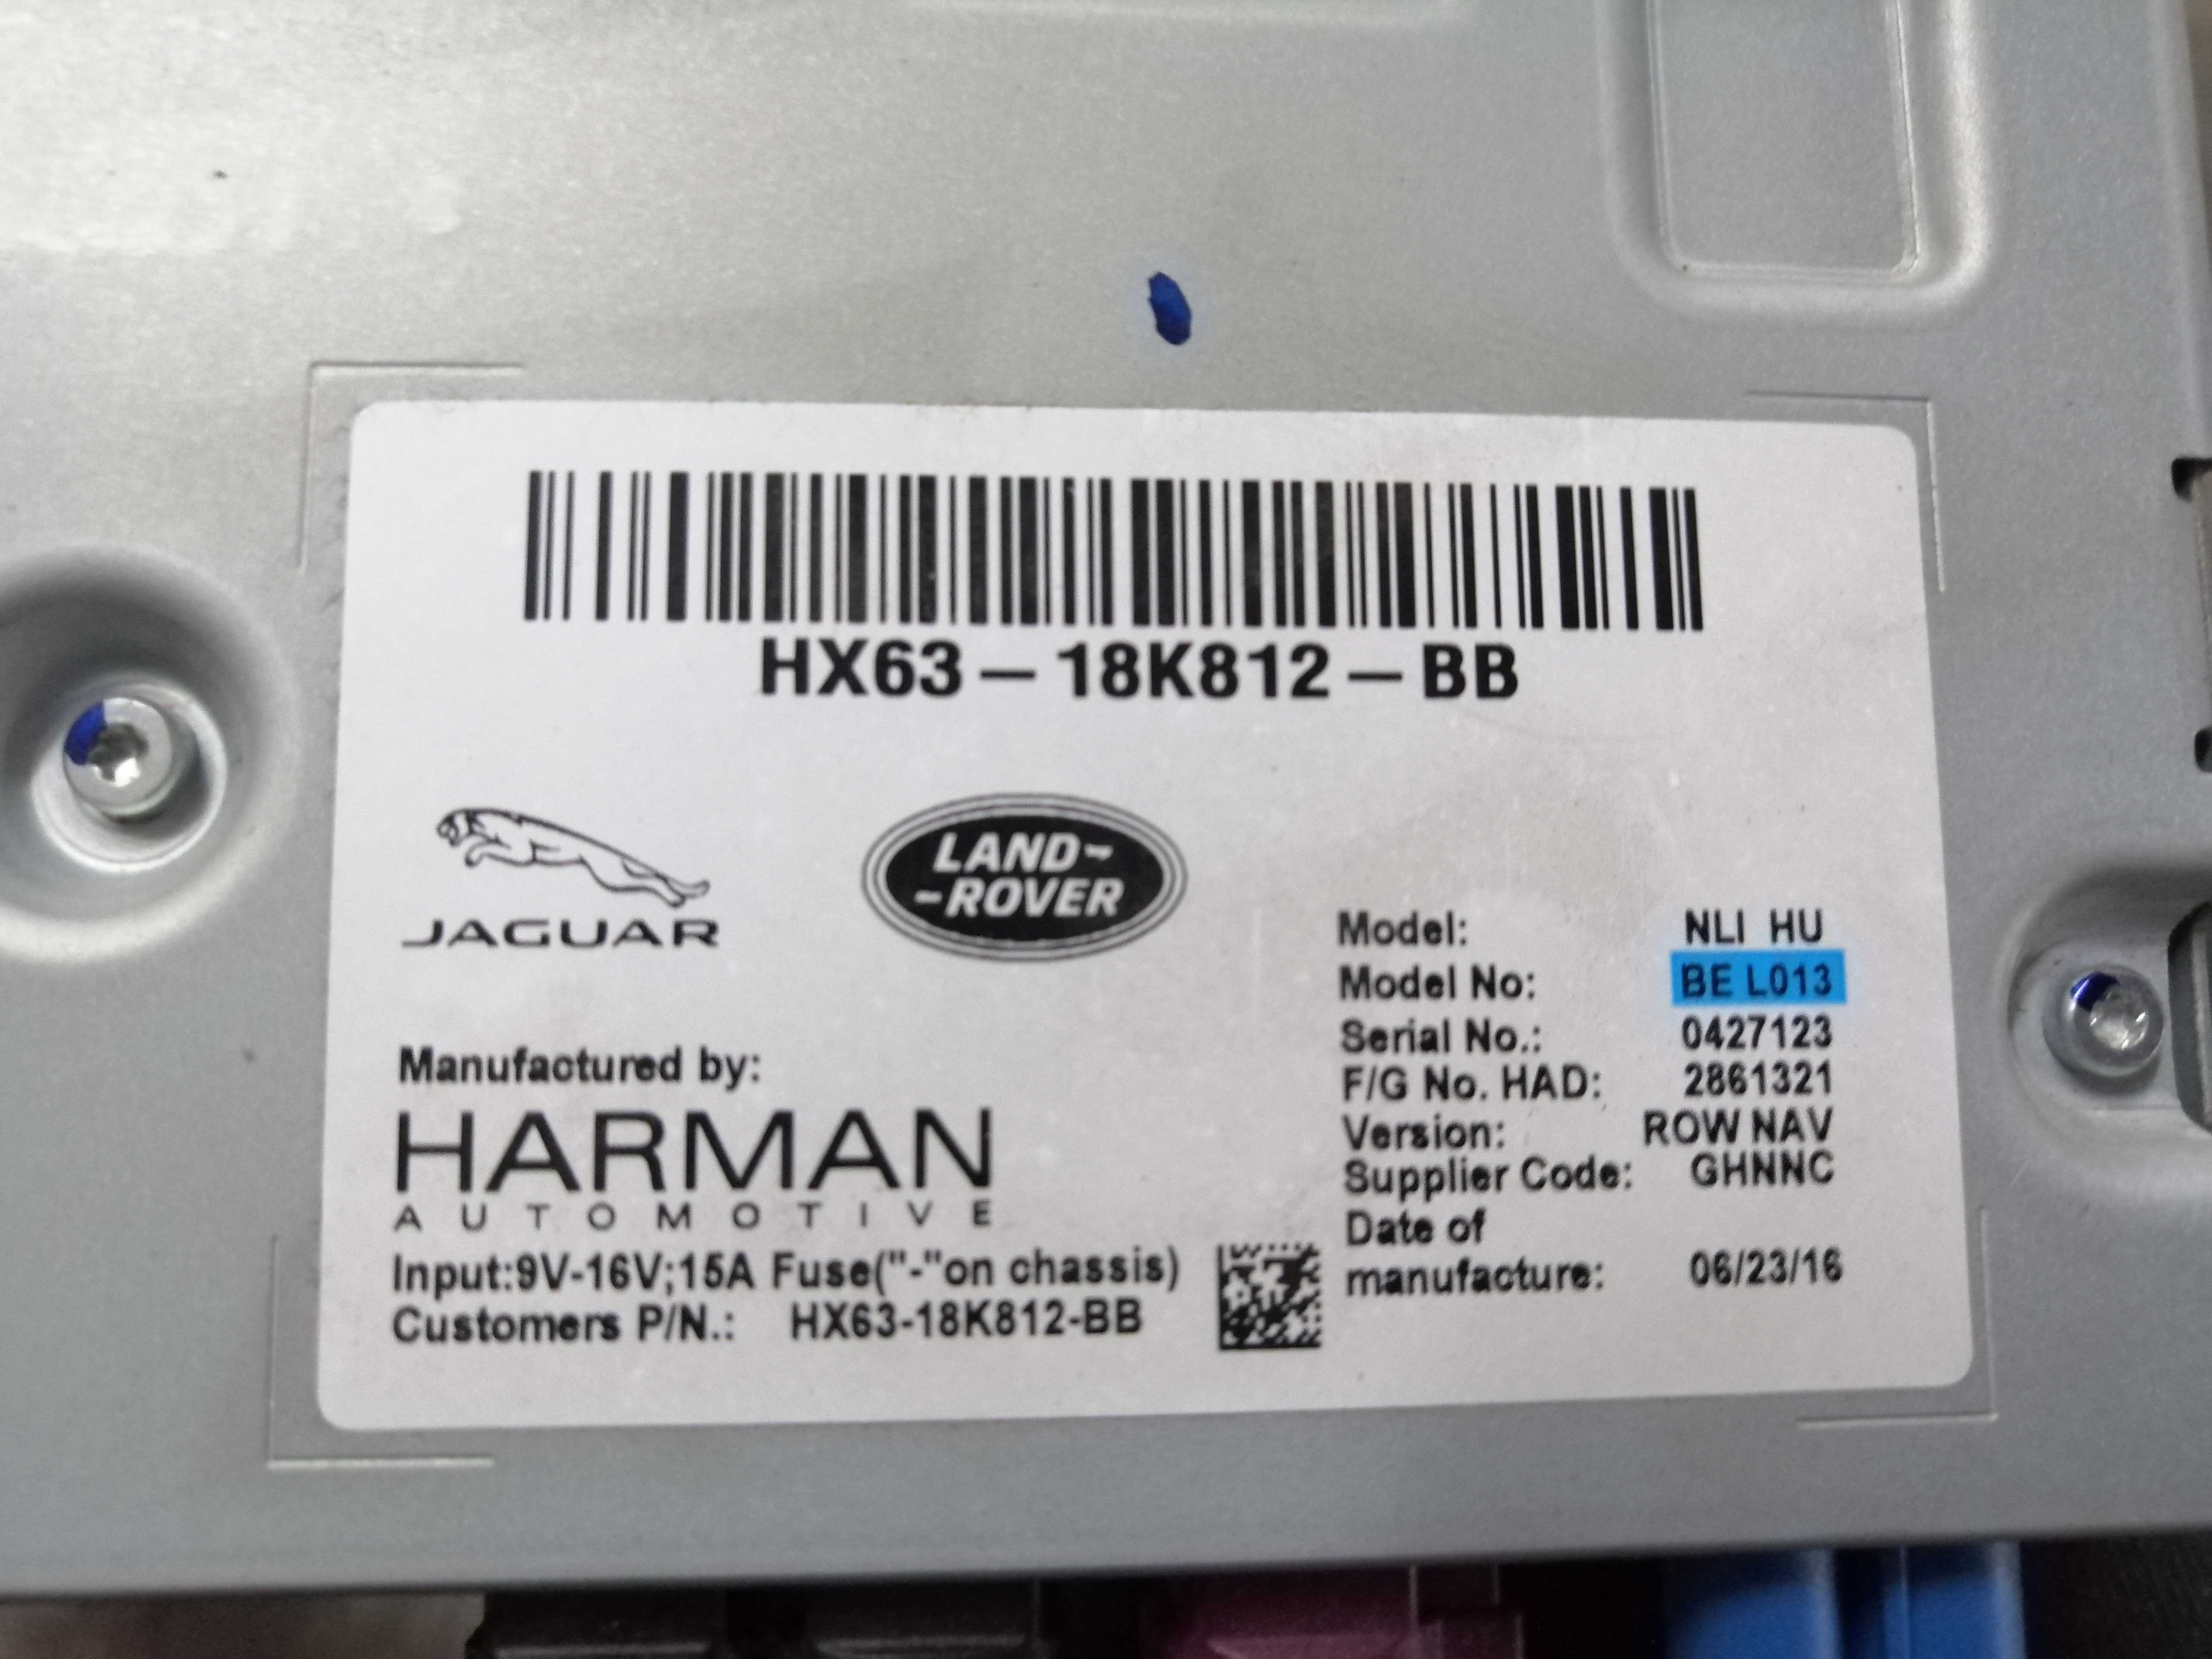 HX63-18K812-BB
JAGUAR
LAND-
-ROVER
Manufactured by:
HARMAN
AUTOMOTIVE
Input:9V-16V;15A Fuse("-"on chassis)
Customers P/N.: HX63-18K812-BB
Model: NLI HU
Model No: BE L013
Serial No.: 0427123
F/G No. HAD: 2861321
Version: ROW NAV
Supplier Code: GHNNC
Date of
manufacture: 06/23/16